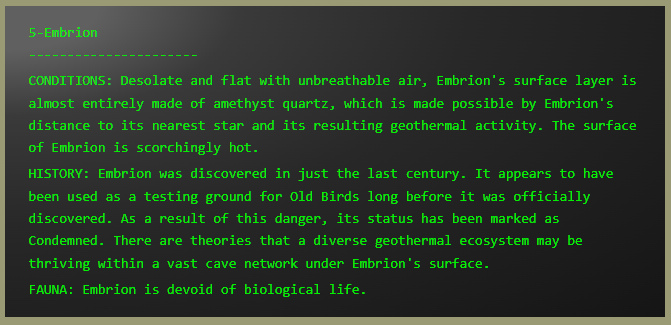 5-Embrion
----------------------
CONDITIONS: Desolate and flat with unbreathable air, Embrion's surface layer is
almost entirely made of amethyst quartz, which is made possible by Embrion's
distance to its nearest star and its resulting geothermal activity. The surface
of Embrion is scorchingly hot.
HISTORY: Embrion was discovered in just the last century. It appears to have
been used as a testing ground for Old Birds long before it was officially
discovered. As a result of this danger, its status has been marked as
Condemned. There are theories that a diverse geothermal ecosystem may be
thriving within a vast cave network under Embrion's surface.
FAUNA: Embrion is devoid of biological life.